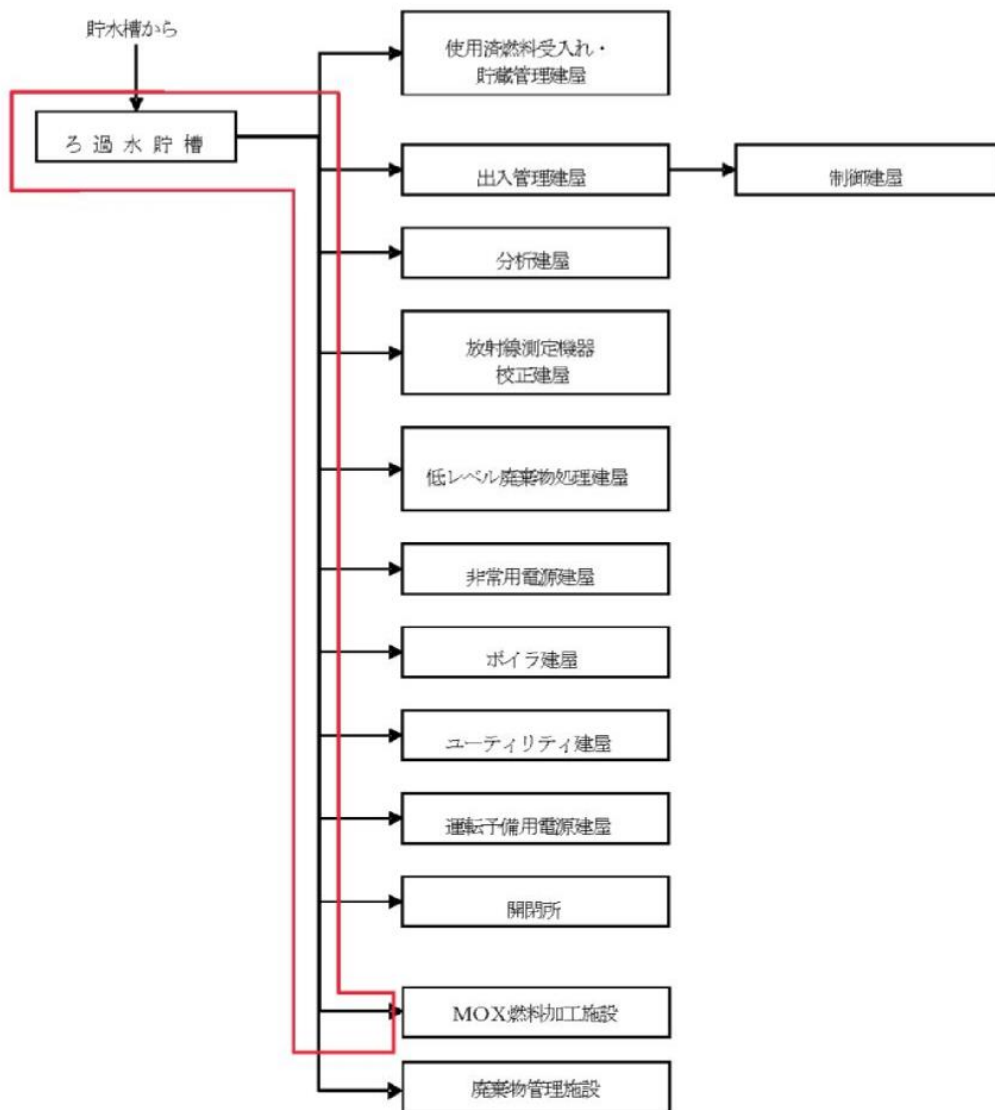 貯水槽から
ろ過水貯槽
使用済燃料受入れ・
貯蔵管理建屋
出入管理建屋
制御建屋
分析建屋
放射線測定機器
校正建屋
低レベル廃棄物処理建屋
非常用電源建屋
ボイラ建屋
ユーティリティ建屋
運転予備用電源建屋
開閉所
MOX燃料加工施設
廃棄物管理施設